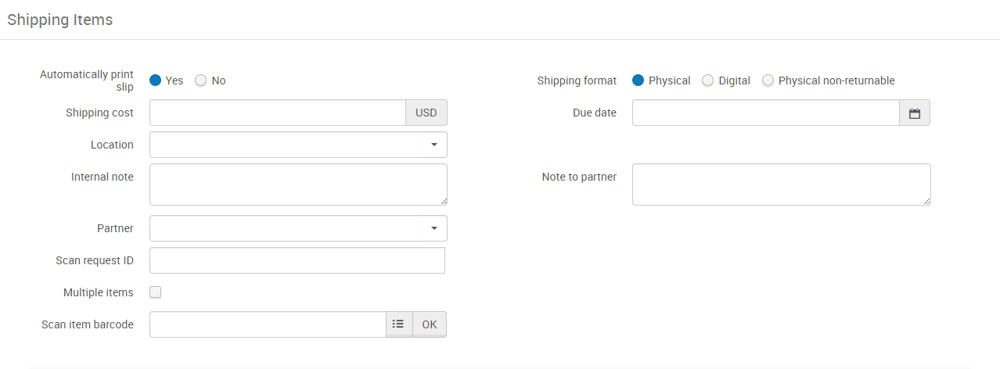 Shipping Items
Automatically print
slip
Yes No
Shipping format Physical Digital Physical non-returnable
Shipping cost USD
Due date
Location
Internal note
Note to partner
Partner
Scan request ID
Multiple items
Scan item barcode OK